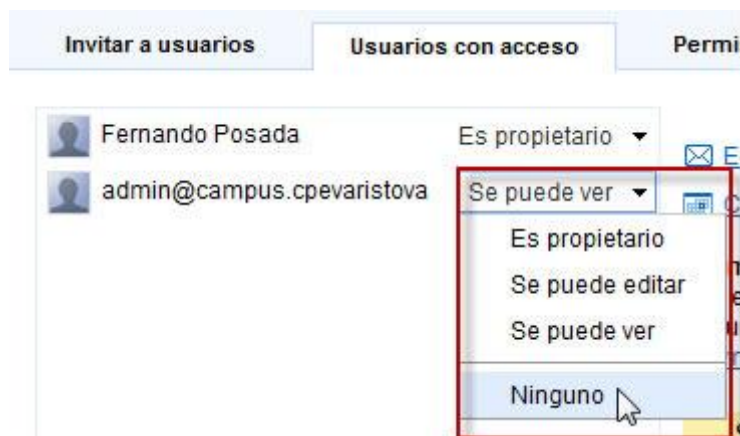 Invitar a usuarios Usuarios con acceso Permi
Fernando Posada Es propietario
admin@campus.cpevaristova Se puede ver
Es propietario
Se puede editar
Se puede ver
Ninguno